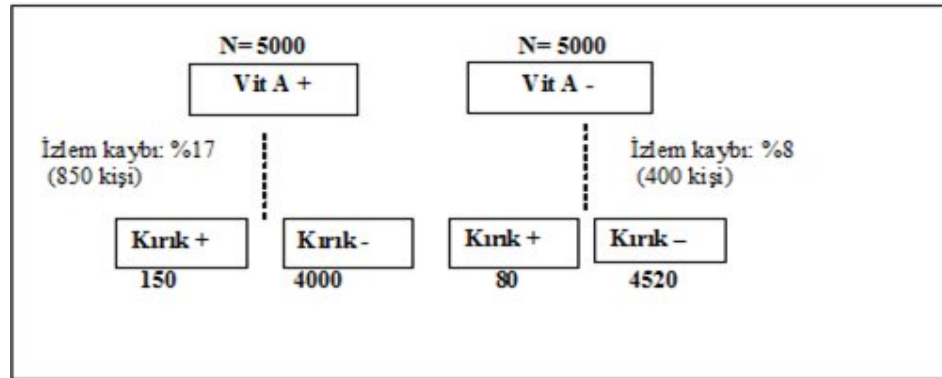 N= 5000 N= 5000
Vit A + Vit A -
İzlem kaybı: %17 İzlem kaybı: %8
(850 kişi) (400 kişi)
Kırık + Kırık - Kırık + Kırık –
150 4000 80 4520